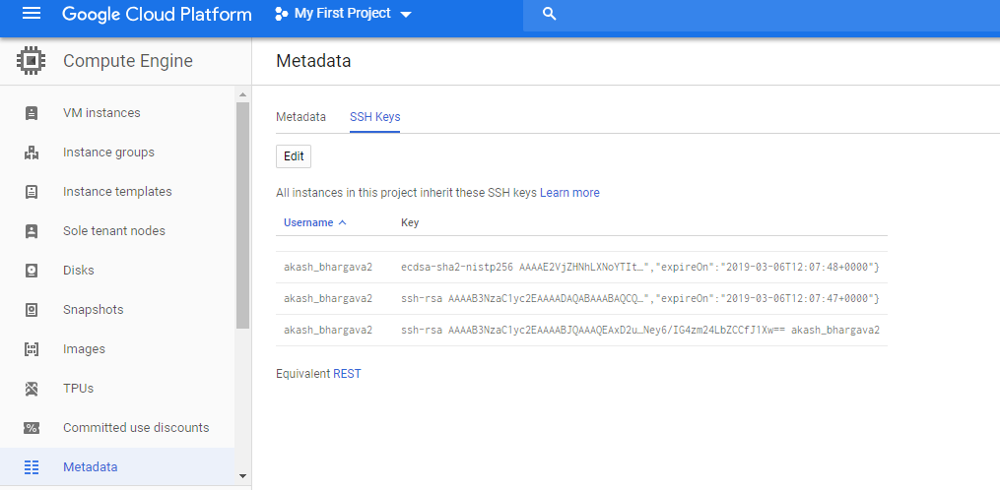 Google Cloud Platform My First Project
Compute Engine
Metadata
VM instances
Instance groups
Instance templates
Sole tenant nodes
Disks
Snapshots
Images
TPUs
Committed use discounts
Metadata
Metadata SSH Keys
Edit
All instances in this project inherit these SSH keys Learn more
Username Key
akash_bhargava2 ecdsa-sha2-nistp256 AAAAE2VjZHNhLXNoYTIt…","expireOn":"2019-03-06T12:07:48+0000"}
akash_bhargava2 ssh-rsa AAAAB3NzaC1yc2EAAAADAQABAAABAQCQ…","expireOn":"2019-03-06T12:07:47+0000"}
akash_bhargava2 ssh-rsa AAAAB3NzaC1yc2EAAAABJQAAAQEAxD2u…Ney6/IG4zm24LbZCCfJ1Xw== akash_bhargava2
Equivalent REST